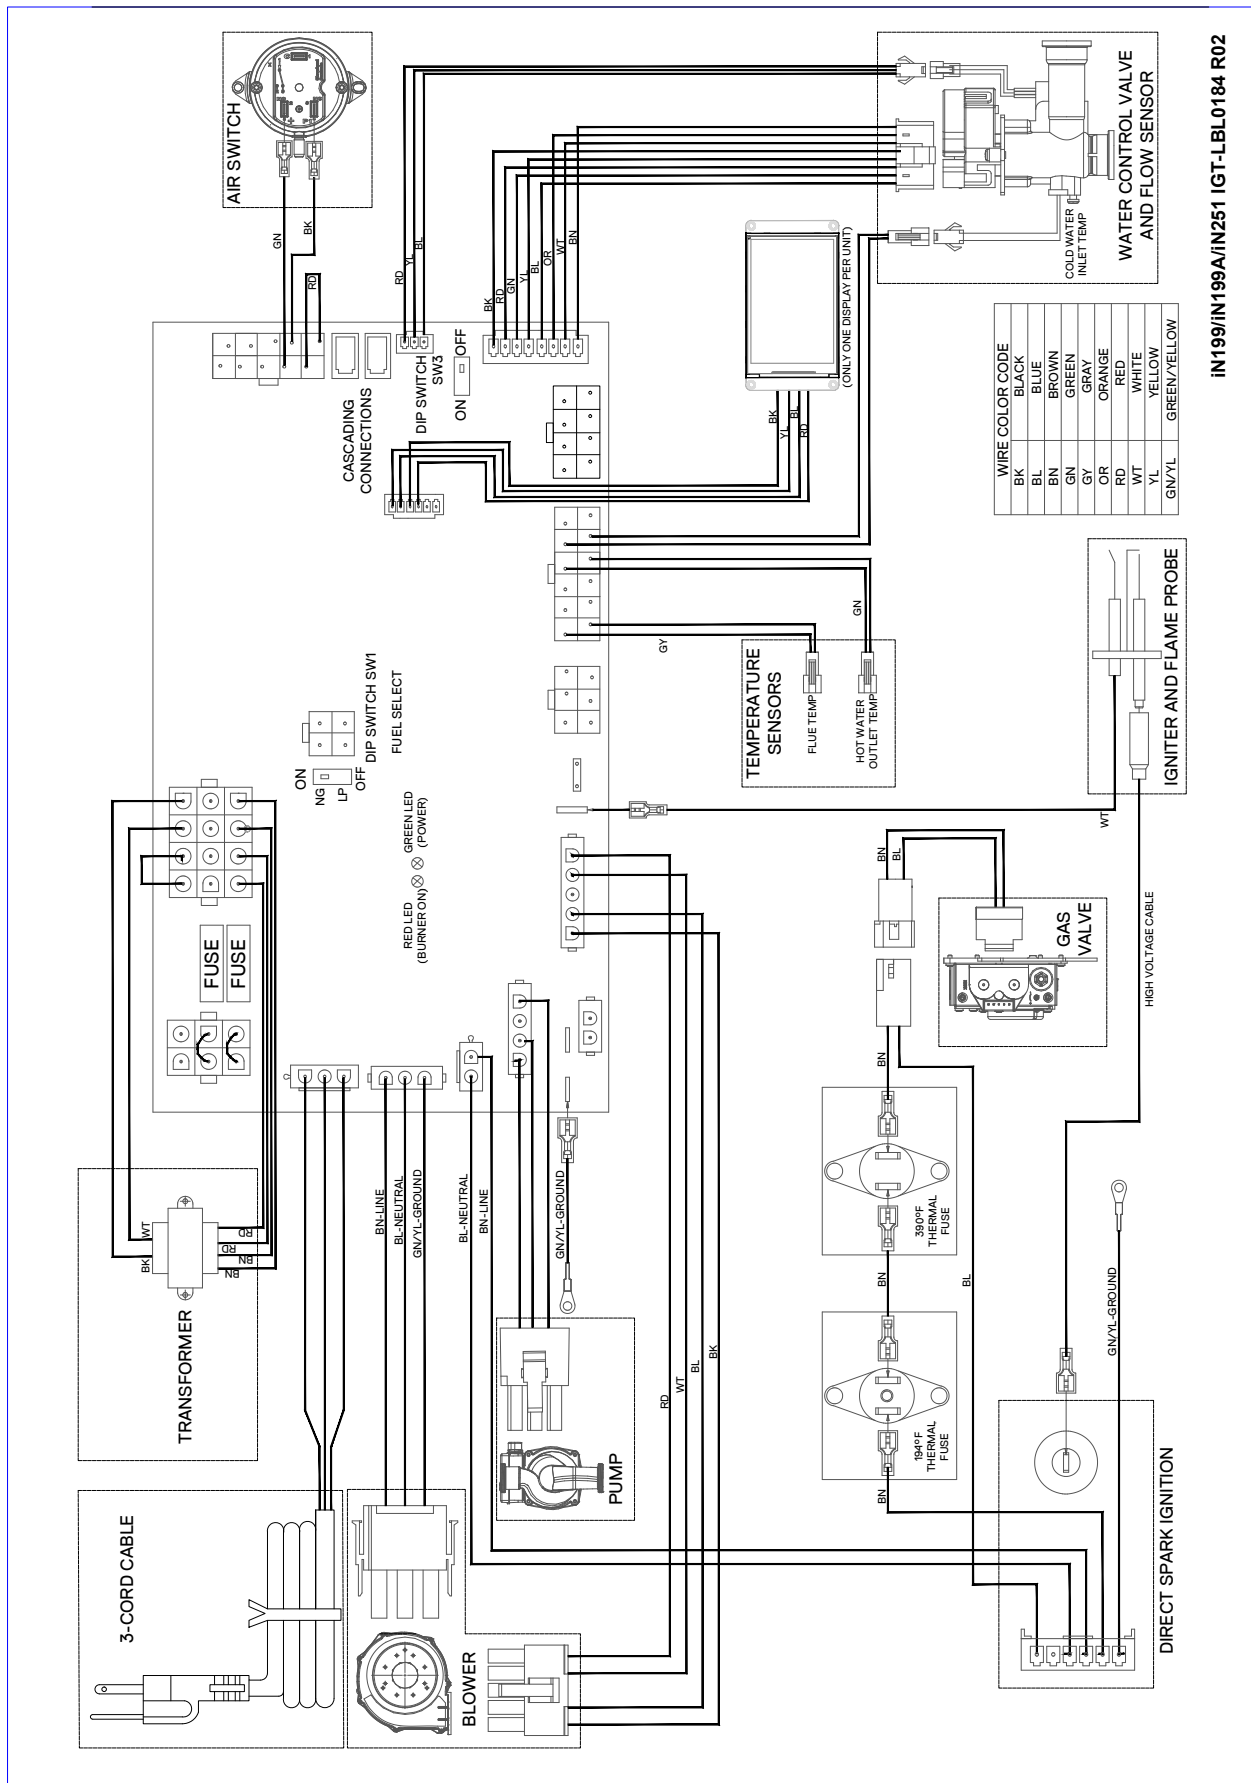 iN199/iN199A/iN251 IGT-LBL0184 R02
3-CORD CABLE
TRANSFORMER
BK
WT
RD
RD
BN
BN
FUSE
FUSE
ON
NG
LP
OFF
DIP SWITCH SW1
FUEL SELECT
RED LED
(BURNER ON)
GREEN LED
(POWER)
CASCADING
CONNECTIONS
DIP SWITCH
SW3
ON
OFF
AIR SWITCH
GN
BK
RD
RD
YL
BL
BK
RD
GN
YL
BL
OR
WT
BN
WATER CONTROL VALVE
AND FLOW SENSOR
COLD WATER
INLET TEMP
(ONLY ONE DISPLAY PER UNIT)
BK
YL
BL
RD
WIRE COLOR CODE
BK BLACK
BL BLUE
BN BROWN
GN GREEN
GY GRAY
OR ORANGE
RD RED
WT WHITE
YL YELLOW
GN/YL GREEN/YELLOW
GY
GN
TEMPERATURE
SENSORS
FLUE TEMP
HOT WATER
OUTLET TEMP
IGNITER AND FLAME PROBE
WT
HIGH VOLTAGE CABLE
BN
BL
GAS
VALVE
BN
390°F
THERMAL
FUSE
BN
BL
194°F
THERMAL
FUSE
BN
GN/YL-GROUND
DIRECT SPARK IGNITION
BN-LINE
BL-NEUTRAL
GN/YL-GROUND
BL-NEUTRAL
BN-LINE
GN/YL-GROUND
PUMP
BLOWER
RD
WT
BL
BK